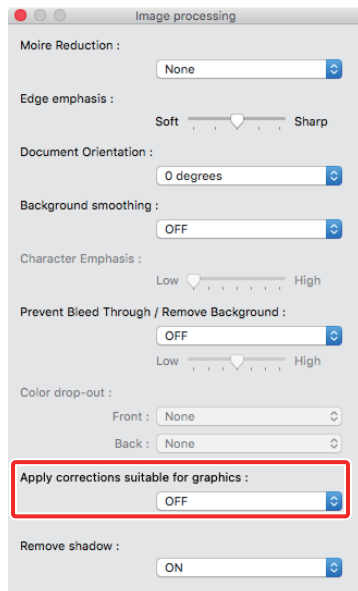 Image processing
Moire Reduction :
None
Edge emphasis :
Soft Sharp
Document Orientation :
0 degrees
Background smoothing :
OFF
Character Emphasis :
Low High
Prevent Bleed Through / Remove Background :
OFF
Low High
Color drop-out :
Front : None
Back : None
Apply corrections suitable for graphics :
OFF
Remove shadow :
ON